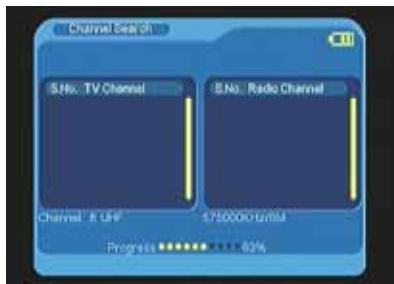 Channel Search
S.No. TV Channel
S.No. Radio Channel
Channel 8 UHF
575000KHz/8M
Progress 63%